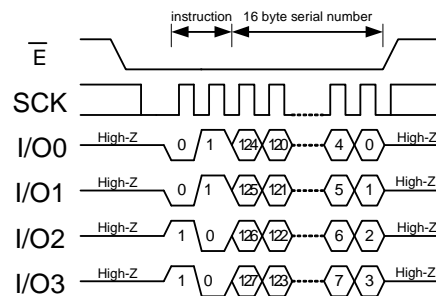 instruction 16 byte serial number
E
SCK
I/O0 High-Z 0 1 124 120 4 0 High-Z
I/O1 High-Z 0 1 125 121 5 1 High-Z
I/O2 High-Z 1 0 126 122 6 2 High-Z
I/O3 High-Z 1 0 127 123 7 3 High-Z